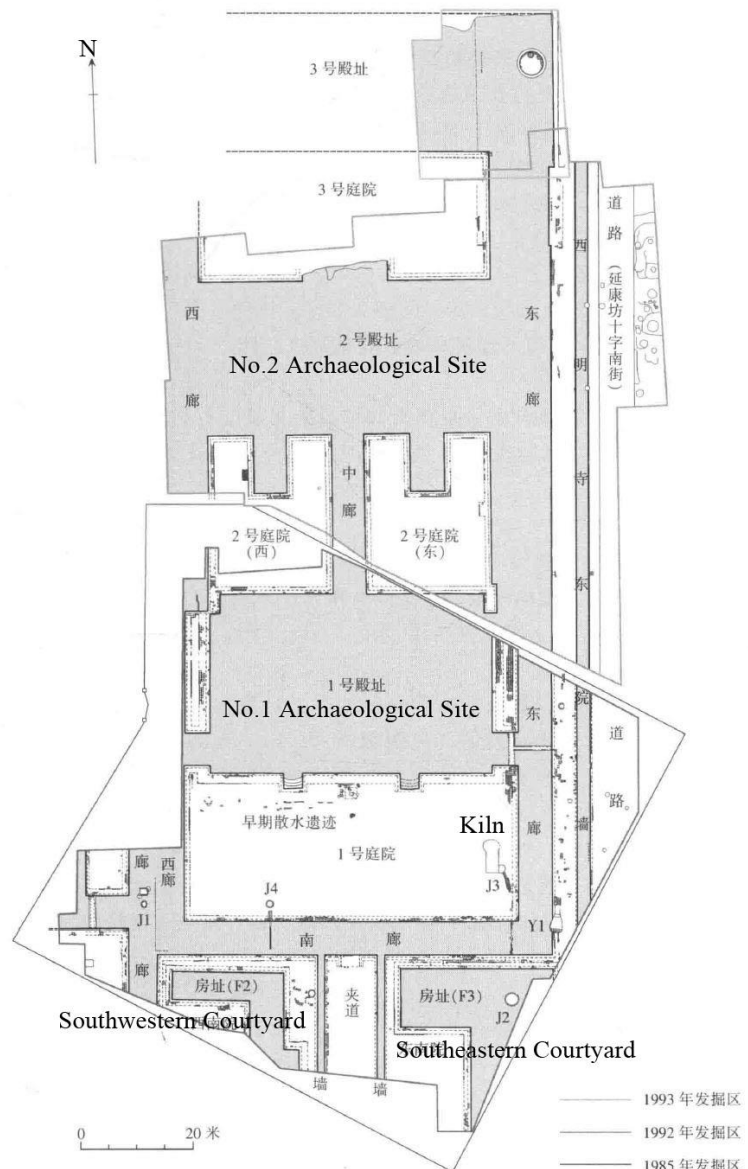 N
3号殿址
3号庭院
道路（延康坊十字南街）
西明寺东院墙
西廊
东廊
2号殿址
No.2 Archaeological Site
中廊
2号庭院
(西)
2号庭院
(东)
1号殿址
No.1 Archaeological Site
东廊
道路
早期散水遗迹
Kiln
1号庭院
J3
廊
西廊
J4
J1
Y1
南廊
廊
房址(F2)
夹道
房址(F3)
J2
Southwestern Courtyard
Southeastern Courtyard
墙
墙
0 20米
1993年发掘区
1992年发掘区
1985年发掘区